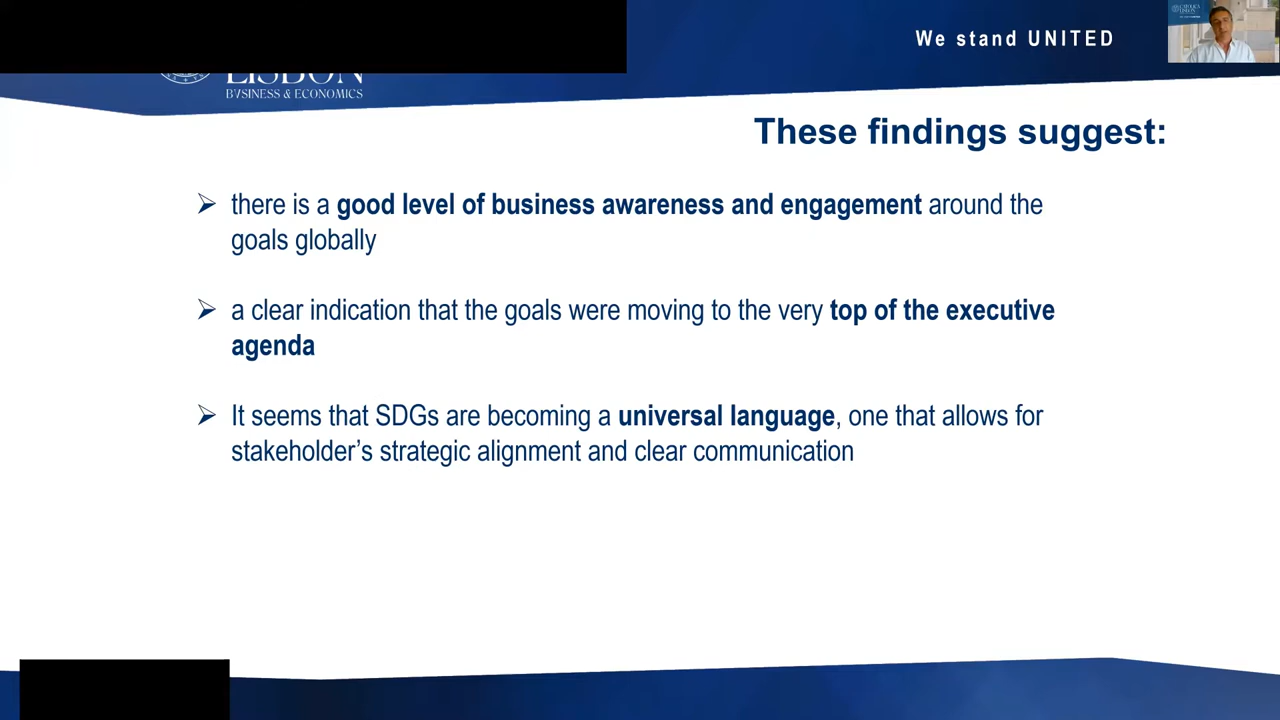 We stand UNITED
LISBON
BVSINESS & ECONOMICS
These findings suggest:
there is a good level of business awareness and engagement around the
goals globally
a clear indication that the goals were moving to the very top of the executive
agenda
It seems that SDGs are becoming a universal language, one that allows for
stakeholder’s strategic alignment and clear communication